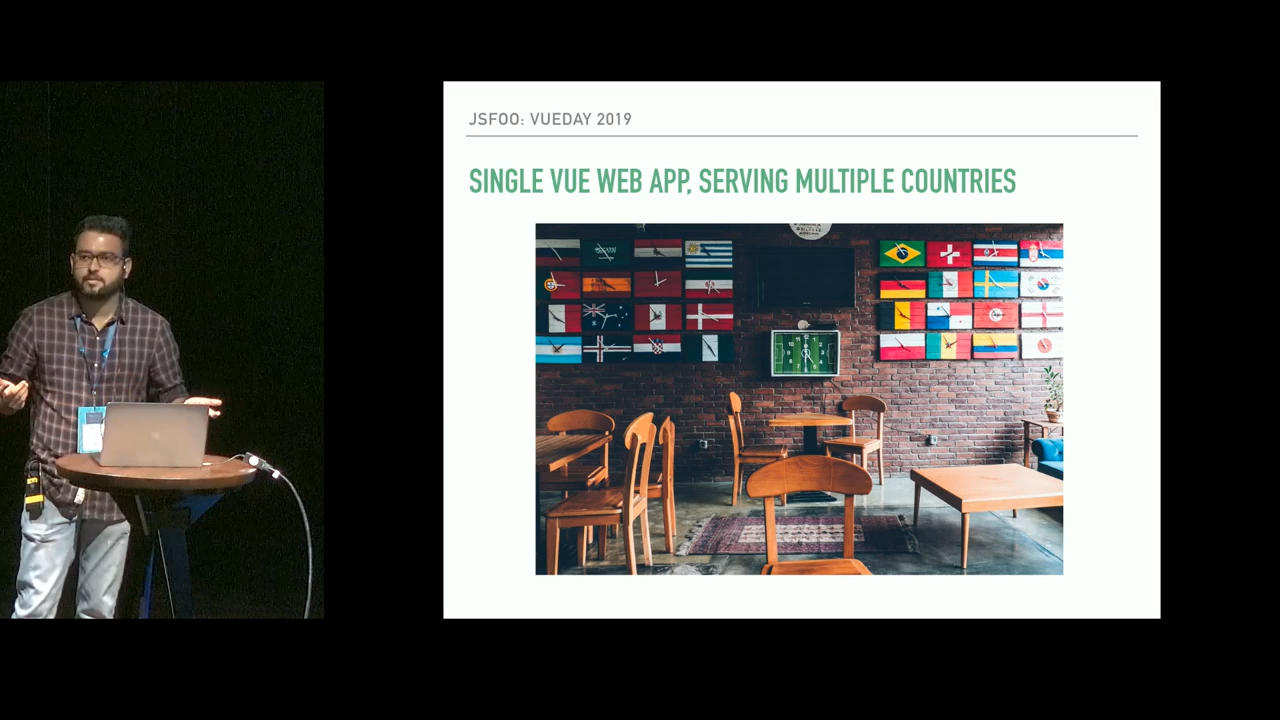 JSFOO: VUEDAY 2019
SINGLE VUE WEB APP, SERVING MULTIPLE COUNTRIES